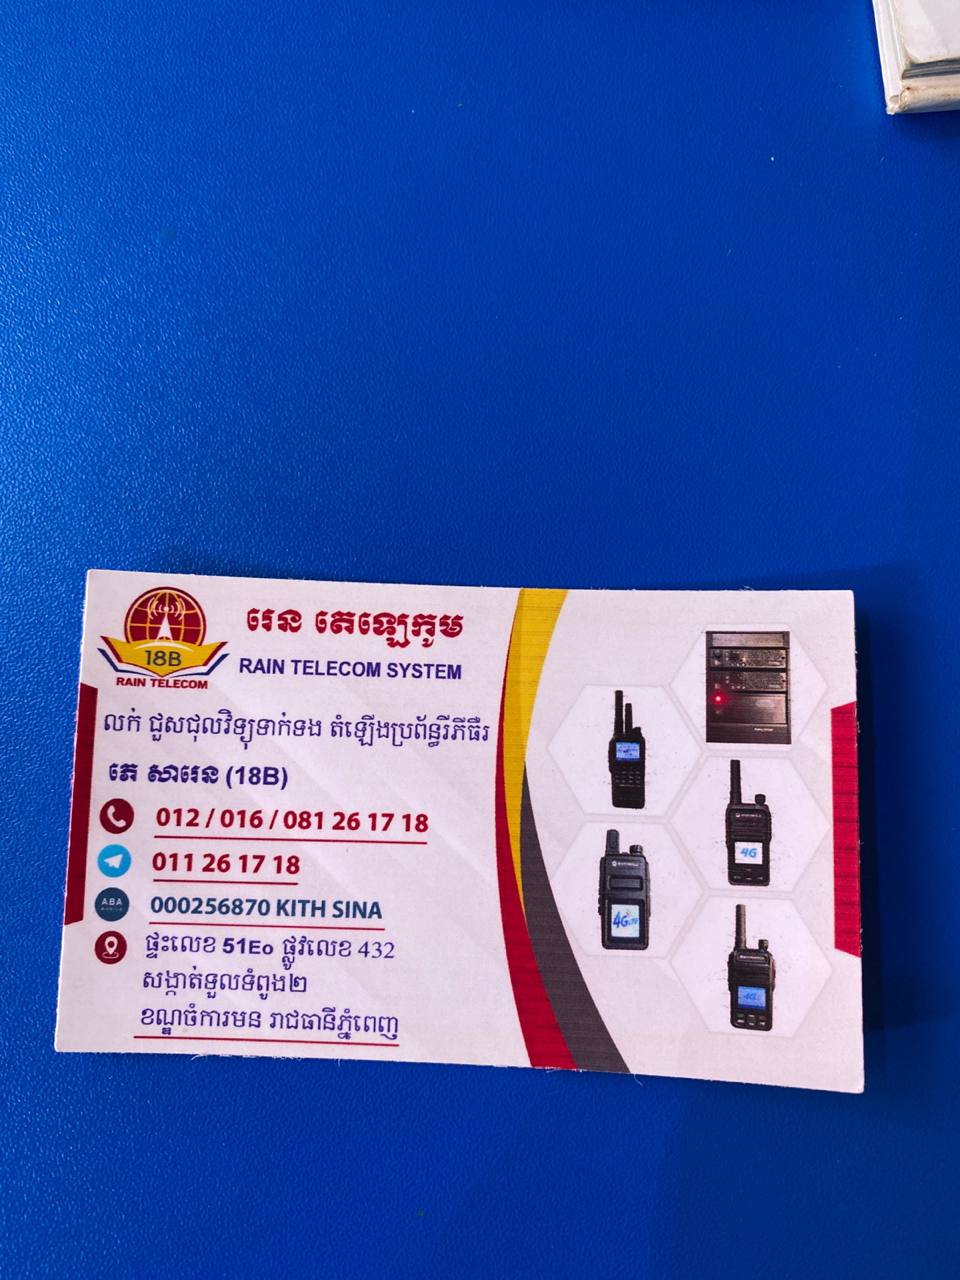 រេន តេឡេកូម
18B
RAIN TELECOM
RAIN TELECOM SYSTEM
លក់ ជួសជុលវិទ្យុទាក់ទង តំឡើងប្រព័ន្ធរីភីធឺរ
តេ សារេន (18B)
012 / 016 / 081 26 17 18
011 26 17 18
ABA
000256870 KITH SINA
ផ្ទះលេខ 51Eo ផ្លូវលេខ 432
សង្កាត់ទួលទំពូង២
ខណ្ឌចំការមន រាជធានីភ្នំពេញ
4G
4G